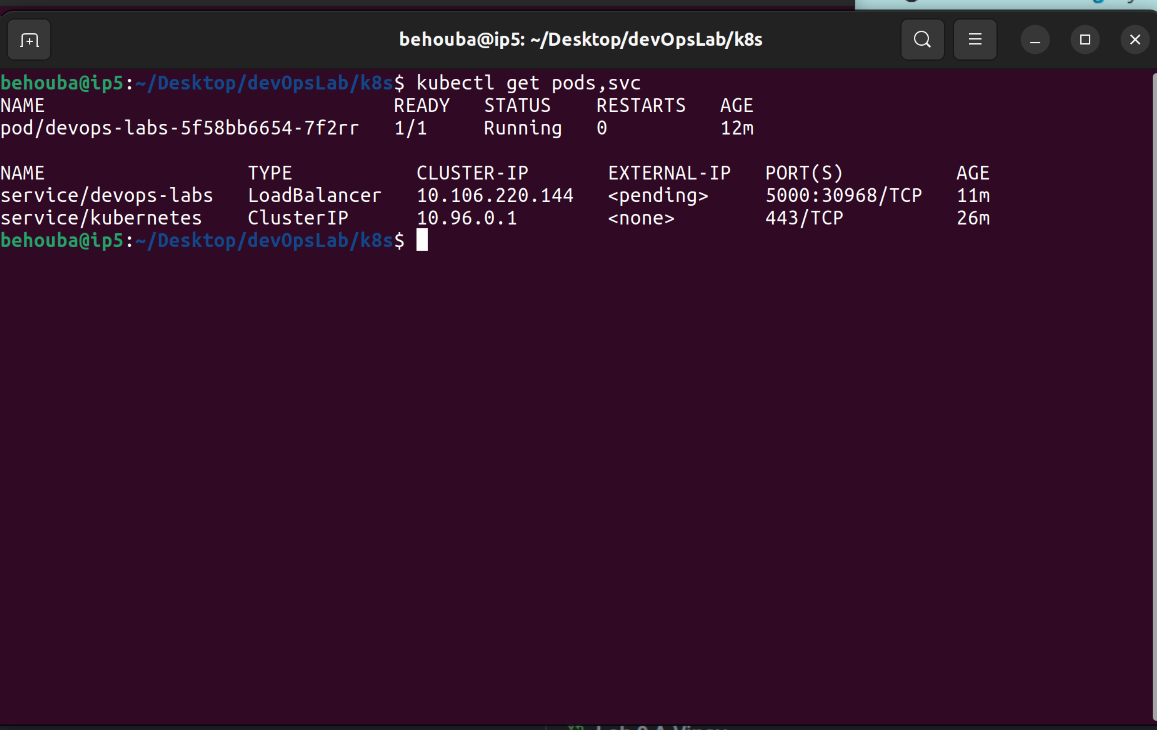 behouba@ip5: ~/Desktop/devOpsLab/k8s
behouba@ip5:~/Desktop/devOpsLab/k8s$ kubectl get pods,svc
NAME READY STATUS RESTARTS AGE
pod/devops-labs-5f58bb6654-7f2rr 1/1 Running 0 12m
NAME TYPE CLUSTER-IP EXTERNAL-IP PORT(S) AGE
service/devops-labs LoadBalancer 10.106.220.144 <pending> 5000:30968/TCP 11m
service/kubernetes ClusterIP 10.96.0.1 <none> 443/TCP 26m
behouba@ip5:~/Desktop/devOpsLab/k8s$